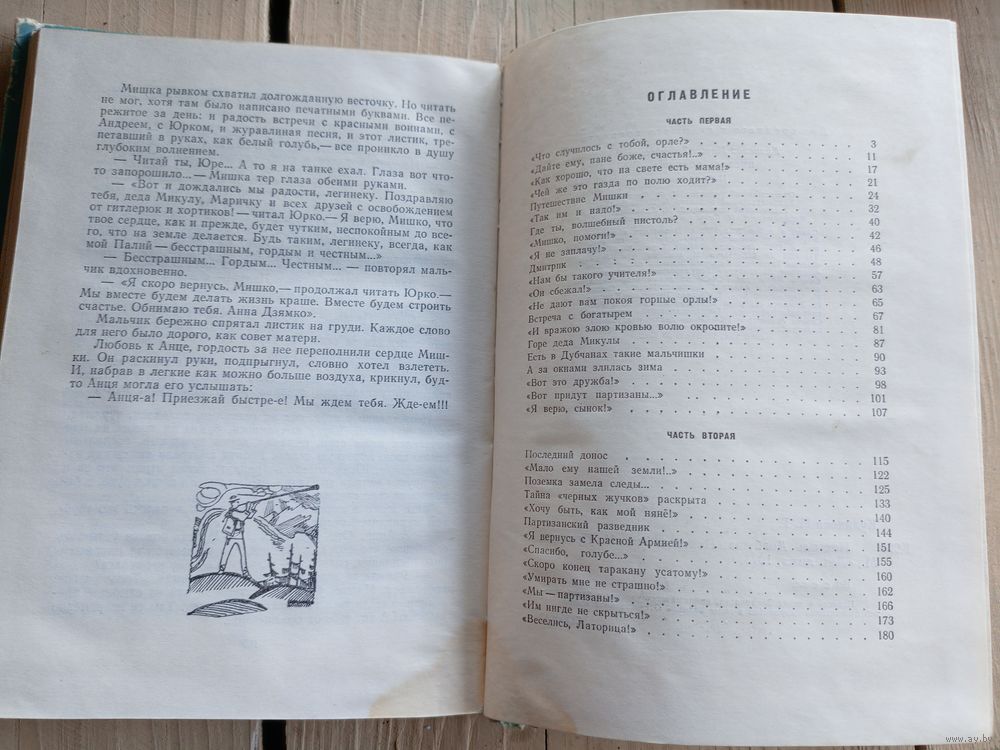 Мишка рывком схватил долгожданную весточку. Но читать
не мог, хотя там было написано печатными буквами. Все пе-
режитое за день: и радость встречи с красными воинами, с
Андреем, с Юрком, и журавлиная песня, и этот листик, тре-
петавший в руках, как белый голубь,— все проникло в душу
глубоким волнением.
— Читай ты, Юре... А то я на танке ехал. Глаза вот что-
то запорошило...— Мишка тер глаза обеими руками.
— «Вот и дождались мы радости, легинеку. Поздравляю
тебя, деда Микулу, Маричку и всех друзей с освобождением
от гитлерюк и хортиков!— читал Юрко.— Я верю, Мишко, что
твое сердце, как и прежде, будет чутким, неспокойным до все-
го, что на земле делается. Будь таким, легинеку, всегда, как
мой Палий— бесстрашным, гордым и честным...»
— Бесстрашным... Гордым... Честным...— повторял маль-
чик вдохновенно.
— «Я скоро вернусь. Мишко,— продолжал читать Юрко.—
Мы вместе будем делать жизнь краше. Вместе будем строить
счастье. Обнимаю тебя. Анна Дзямко».
Мальчик бережно спрятал листик на груди. Каждое слово
для него было дорого, как совет матери.
Любовь к Анце, гордость за нее переполнили сердце Миш-
ки. Он раскинул руки, подпрыгнул, словно хотел взлететь.
И, набрав в легкие как можно больше воздуха, крикнул, буд-
то Анця могла его услышать:
— Анця-а! Приезжай быстре-е! Мы ждем тебя. Жде-ем!!!
ОГЛАВЛЕНИЕ
ЧАСТЬ ПЕРВАЯ
«Что случилось с тобой, орле?» 3
«Дайте ему, пане боже, счастья!..» 11
«Как хорошо, что на свете есть мама!» 17
«Чей же это газда по полю ходит?» 21
Путешествие Мишки 24
«Так им и надо!» 32
Где ты, волшебный пистоль? 40
«Мишко, помоги!» 42
«Я не заплачу!» 46
Дмитрик 48
«Нам бы такого учителя!» 57
«Он сбежал!» 63
«Не дают вам покоя горные орлы!» 65
Встреча с богатырем 67
«И вражою злою кровью волю окропите!» 81
Горе деда Микулы 86
Есть в Дубчанах такие мальчишки 90
А за окнами злилась зима 93
«Вот это дружба!» 98
«Вот придут партизаны...» 101
«Я верю, сынок!» 107
ЧАСТЬ ВТОРАЯ
Последний донос 115
«Мало ему нашей земли!..» 122
Поземка замела следы... 125
Тайна «черных жучков» раскрыта 133
«Хочу быть, как мой нянё!» 140
Партизанский разведник 144
«Я вернусь с Красной Армией!» 151
«Спасибо, голубе...» 155
«Скоро конец таракану усатому!» 160
«Умирать мне не страшно!» 162
«Мы — партизаны!» 166
«Им нигде не скрыться!» 173
«Веселись, Латорица!» 180
www.ay.by